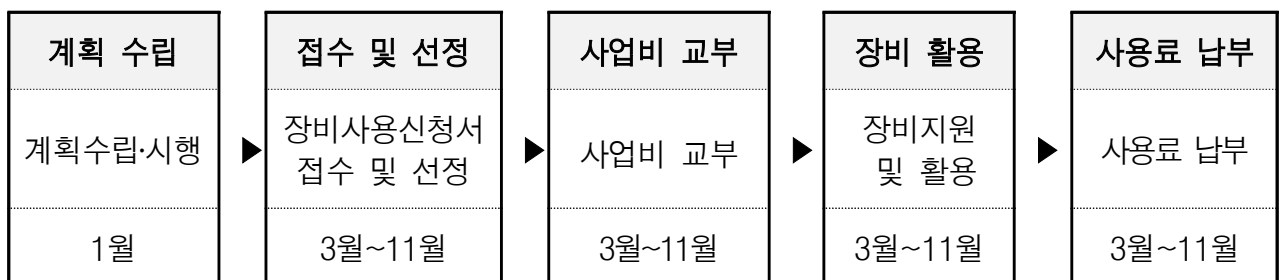 계획 수립
계획수립·시행
1월
▶
접수 및 선정
장비사용신청서
접수 및 선정
3월~11월
▶
사업비 교부
사업비 교부
3월~11월
▶
장비 활용
장비지원
및 활용
3월~11월
▶
사용료 납부
사용료 납부
3월~11월